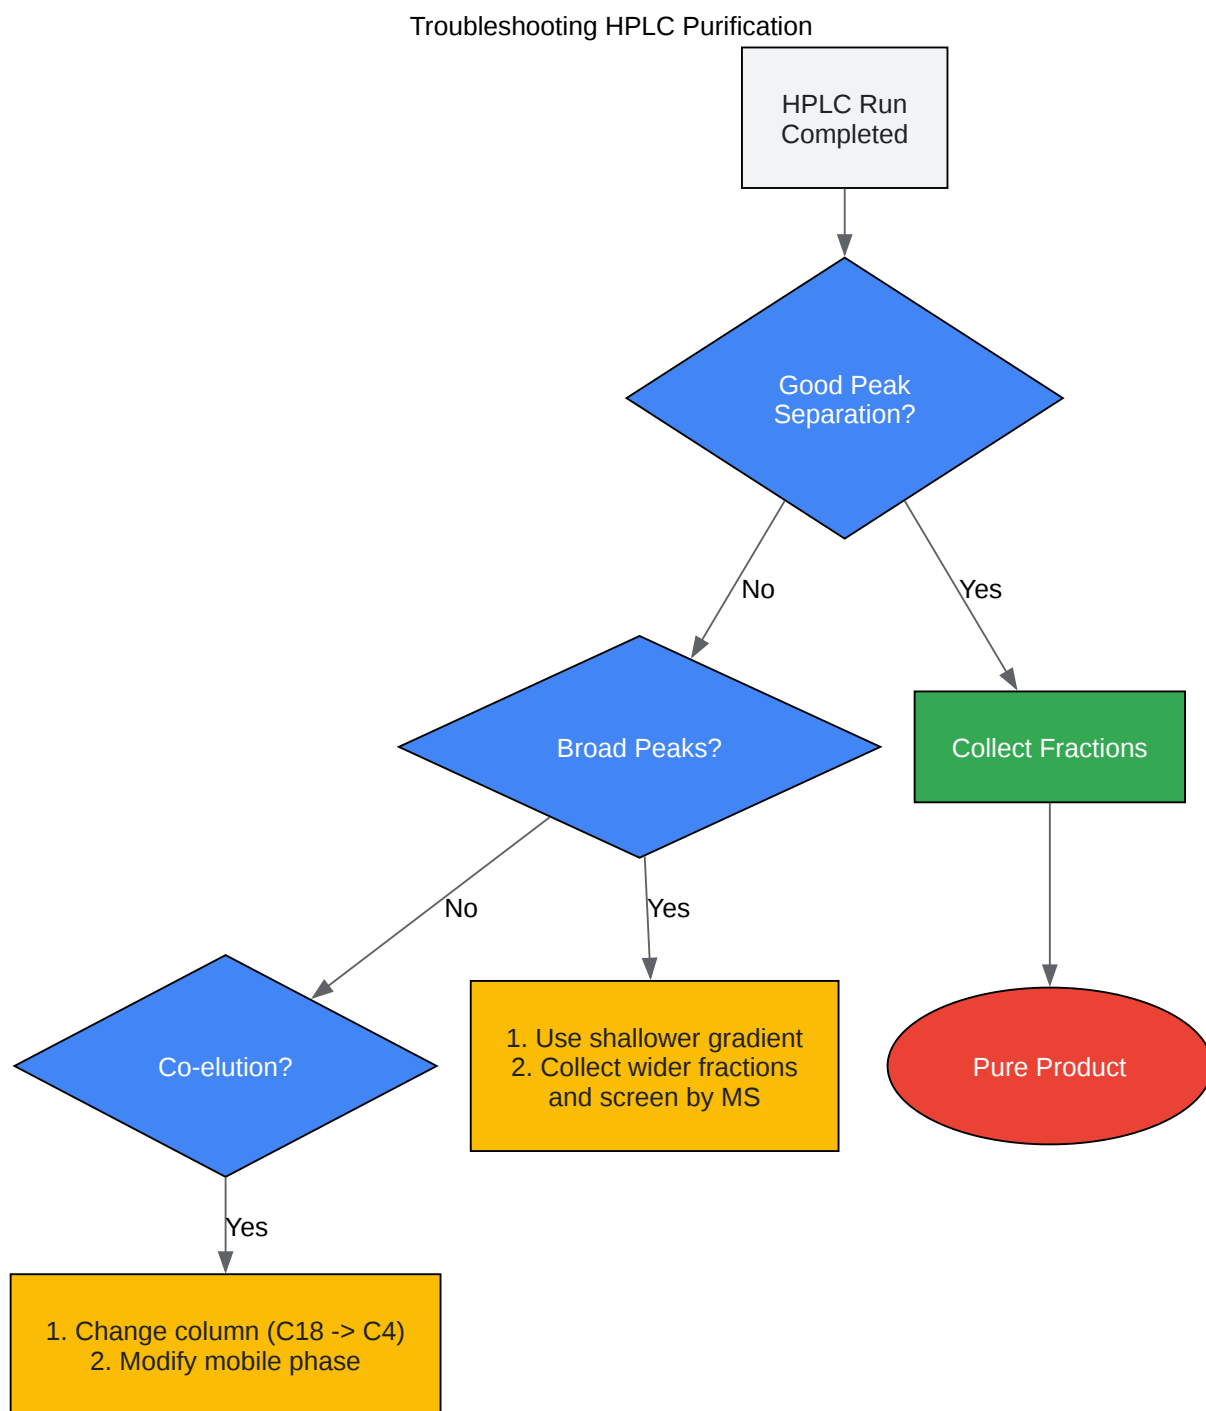 Troubleshooting HPLC Purification
HPLC Run
Completed
Good Peak
Separation?
No
Yes
Broad Peaks?
Collect Fractions
No
Yes
Co-elution?
1. Use shallower gradient
2. Collect wider fractions
and screen by MS
Pure Product
Yes
1. Change column (C18 -> C4)
2. Modify mobile phase